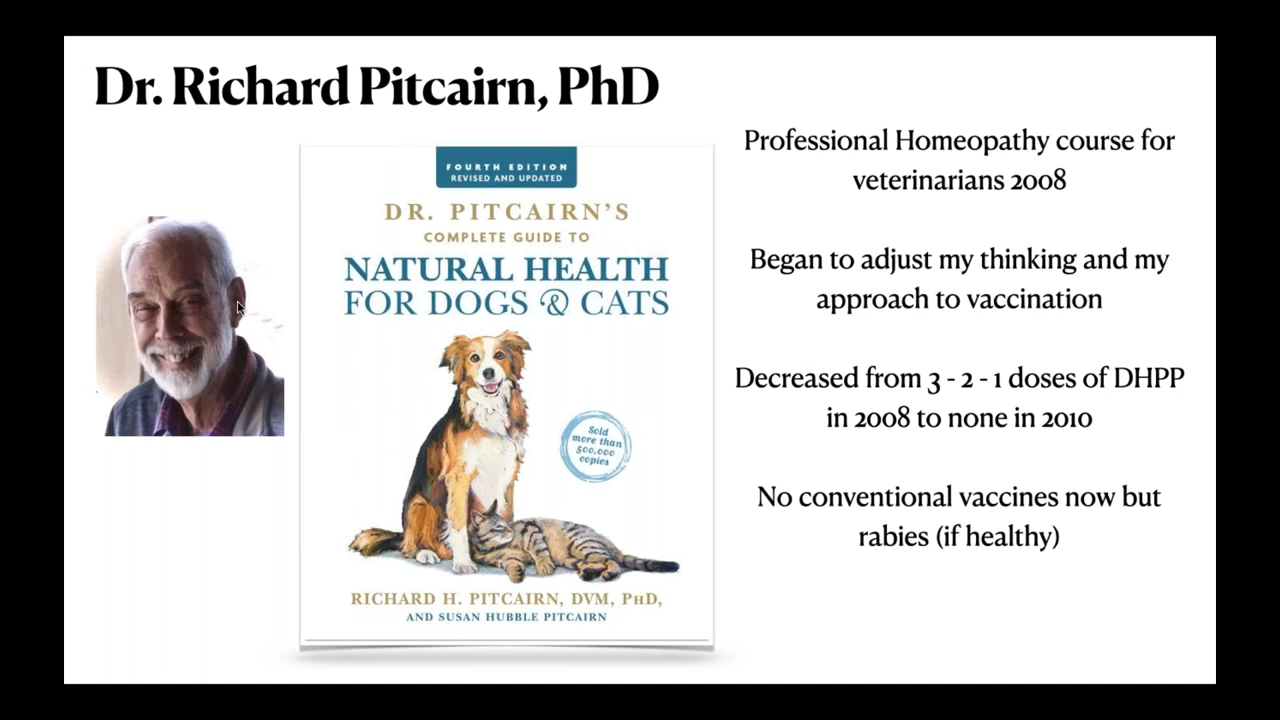 Dr. Richard Pitcairn, PhD
FOURTH EDITION
REVISED AND UPDATED
DR. PITCAIRN'S
COMPLETE GUIDE TO
NATURAL HEALTH
FOR DOGS & CATS
Sold
more than
500,000
copies
RICHARD H. PITCAIRN, DVM, PHD,
AND SUSAN HUBBLE PITCAIRN
Professional Homeopathy course for
veterinarians 2008
Began to adjust my thinking and my
approach to vaccination
Decreased from 3 - 2 - 1 doses of DHPP
in 2008 to none in 2010
No conventional vaccines now but
rabies (if healthy)